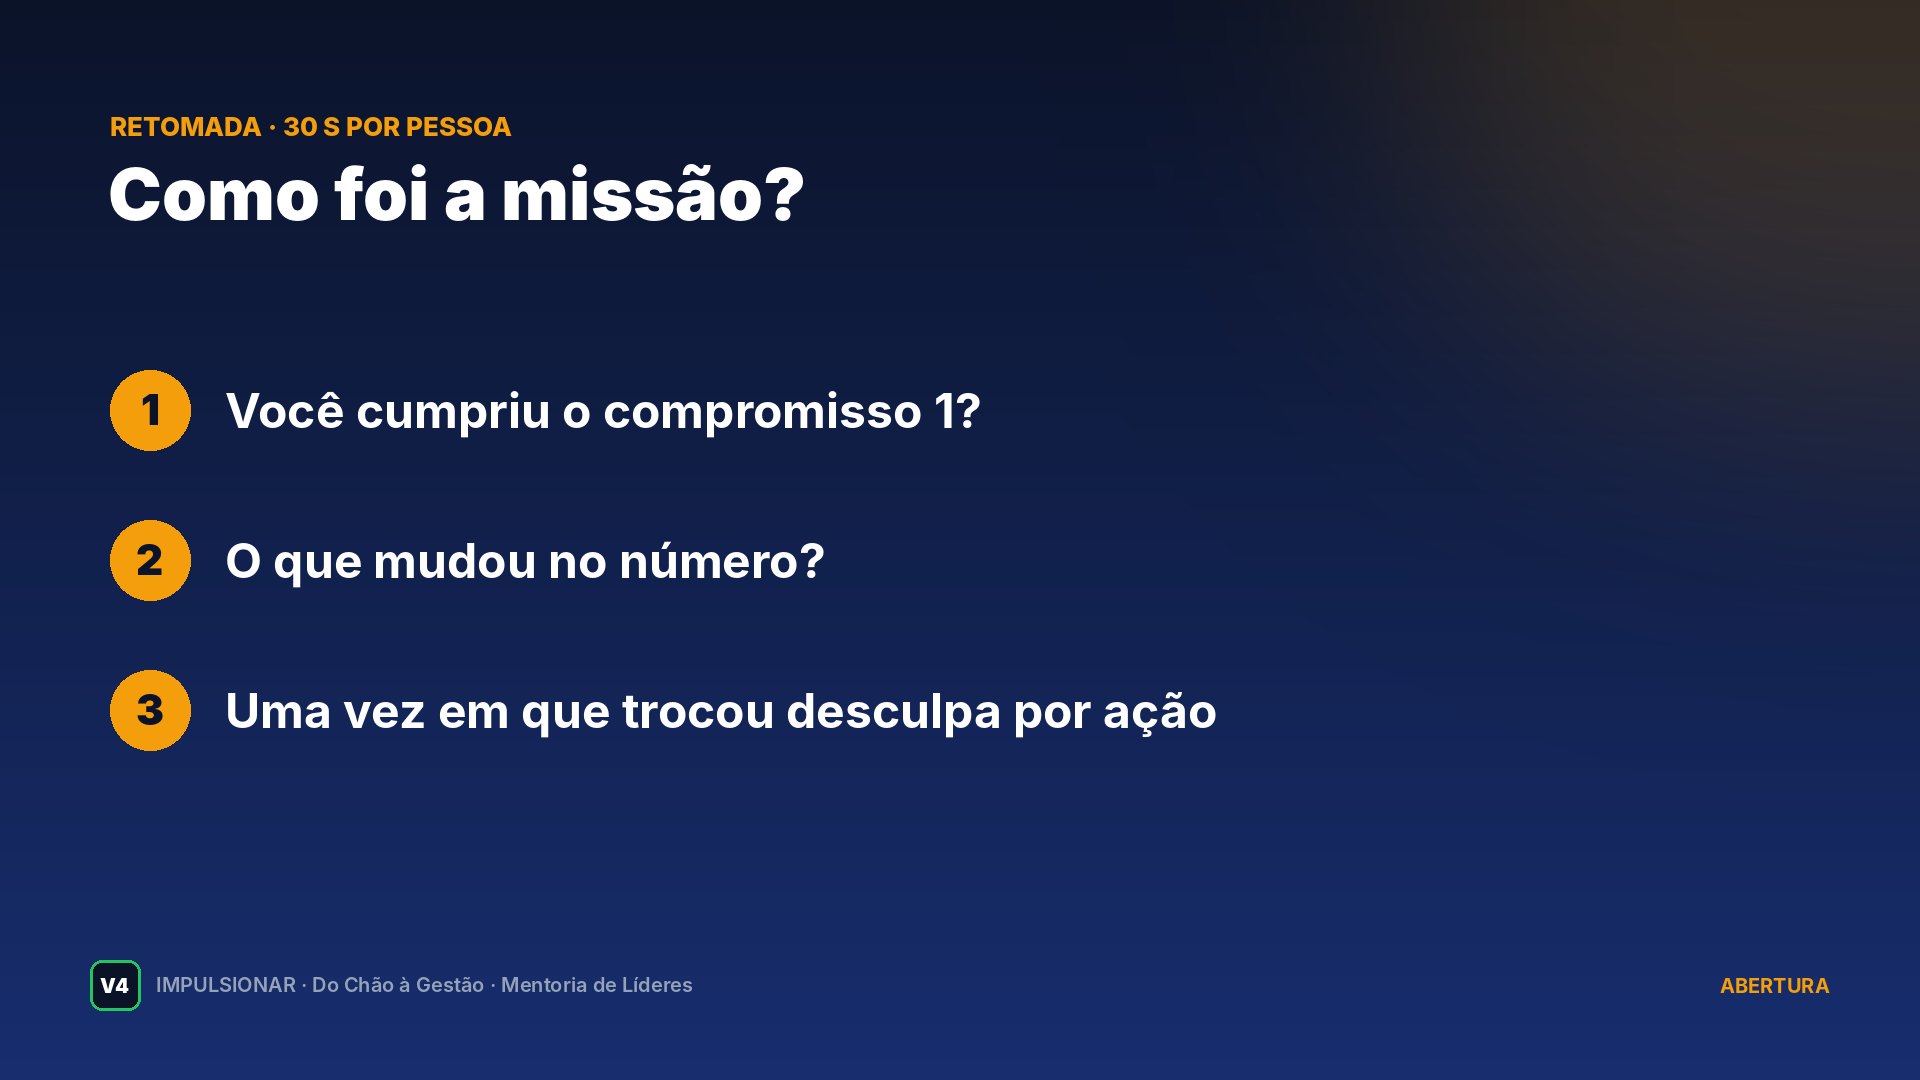 RETOMADA · 30 S POR PESSOA
Como foi a missão?
1 Você cumpriu o compromisso 1?
2 O que mudou no número?
3 Uma vez em que trocou desculpa por ação
V4 IMPULSIONAR · Do Chão à Gestão · Mentoria de Líderes
ABERTURA